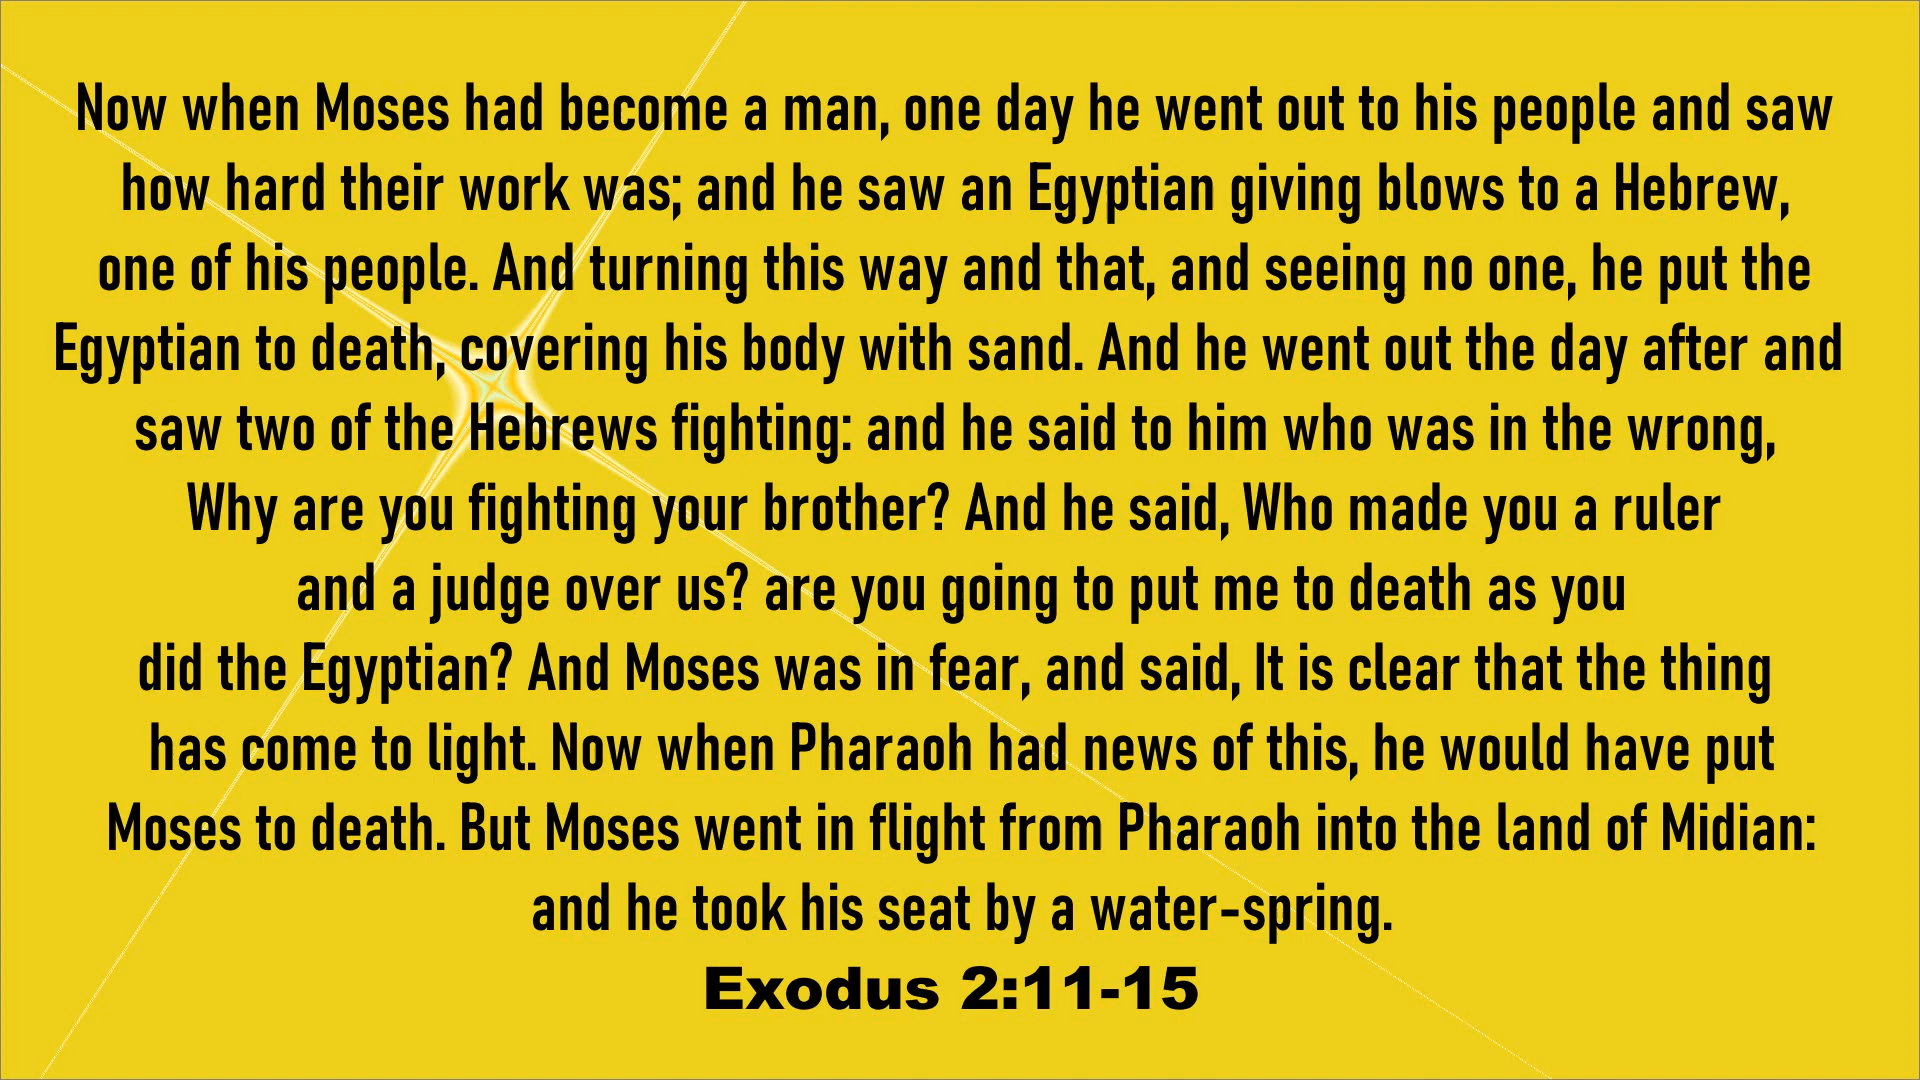 Now when Moses had become a man, one day he went out to his people and saw
how hard their work was; and he saw an Egyptian giving blows to a Hebrew,
one of his people. And turning this way and that, and seeing no one, he put the
Egyptian to death, covering his body with sand. And he went out the day after and
saw two of the Hebrews fighting: and he said to him who was in the wrong,
Why are you fighting your brother? And he said, Who made you a ruler
and a judge over us? are you going to put me to death as you
did the Egyptian? And Moses was in fear, and said, It is clear that the thing
has come to light. Now when Pharaoh had news of this, he would have put
Moses to death. But Moses went in flight from Pharaoh into the land of Midian:
and he took his seat by a water-spring.
Exodus 2:11-15